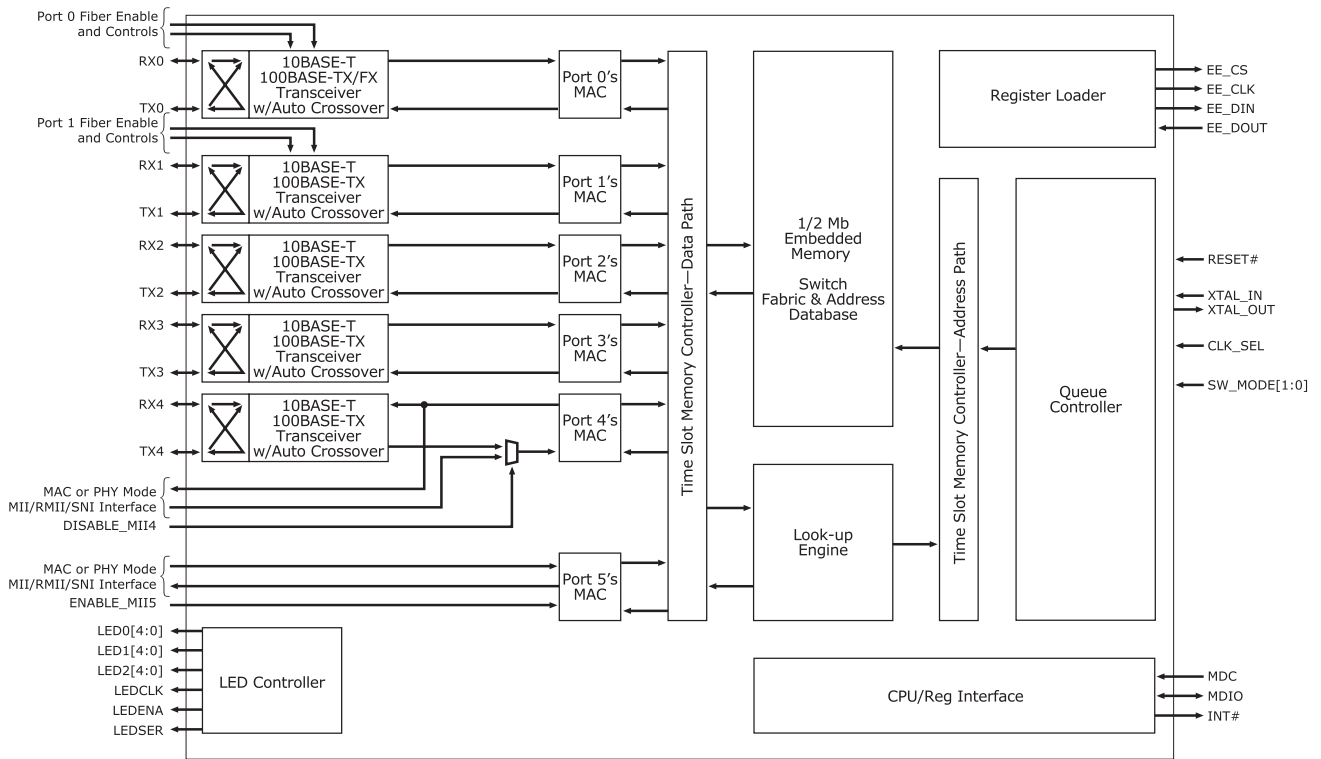 Port 0 Fiber Enable
and Controls
RX0
TX0
10BASE-T
100BASE-TX/FX
Transceiver
w/Auto Crossover
Port 0's
MAC
Port 1 Fiber Enable
and Controls
RX1
TX1
10BASE-T
100BASE-TX
Transceiver
w/Auto Crossover
Port 1's
MAC
RX2
TX2
10BASE-T
100BASE-TX
Transceiver
w/Auto Crossover
Port 2's
MAC
RX3
TX3
10BASE-T
100BASE-TX
Transceiver
w/Auto Crossover
Port 3's
MAC
RX4
TX4
10BASE-T
100BASE-TX
Transceiver
w/Auto Crossover
Port 4's
MAC
MAC or PHY Mode
MII/RMII/SNI Interface
DISABLE_MII4
MAC or PHY Mode
MII/RMII/SNI Interface
ENABLE_MII5
Port 5's
MAC
LED0[4:0]
LED1[4:0]
LED2[4:0]
LEDCLK
LEDENA
LEDSER
LED Controller
Time Slot Memory Controller—Data Path
1/2 Mb
Embedded
Memory
Switch
Fabric & Address
Database
Look-up
Engine
Time Slot Memory Controller—Address Path
Queue
Controller
Register Loader
EE_CS
EE_CLK
EE_DIN
EE_DOUT
RESET#
XTAL_IN
XTAL_OUT
CLK_SEL
SW_MODE[1:0]
CPU/Reg Interface
MDC
MDIO
INT#